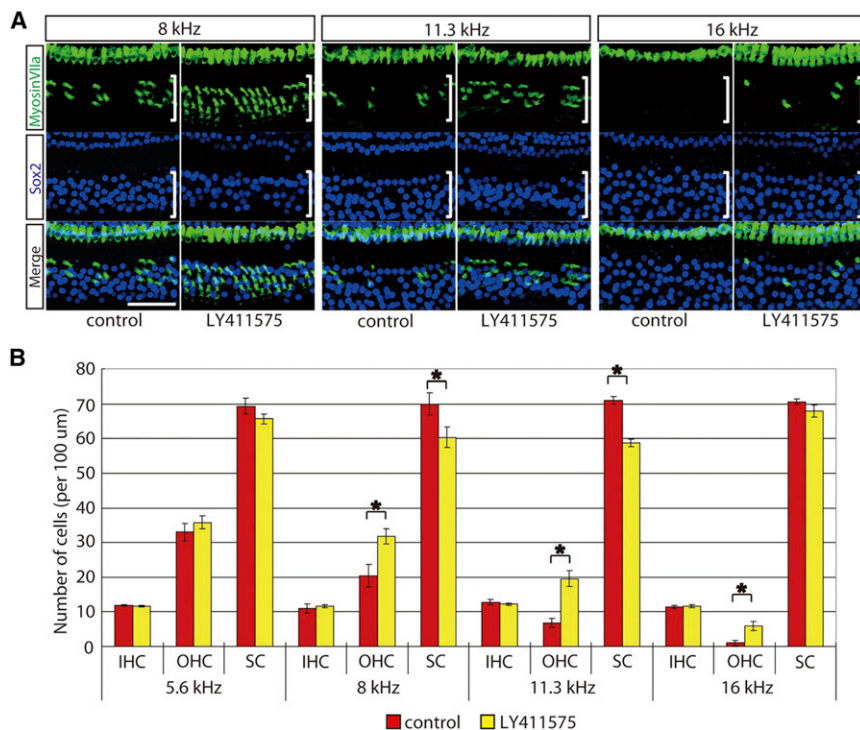 A
8 kHz 11.3 kHz 16 kHz
MyosinVIIa
Sox2
Merge
control LY411575 control LY411575 control LY411575
B
Number of cells (per 100 um)
80
70
60
50
40
30
20
10
0
* * * * *
IHC OHC SC IHC OHC SC IHC OHC SC IHC OHC SC
5.6 kHz 8 kHz 11.3 kHz 16 kHz
control LY411575